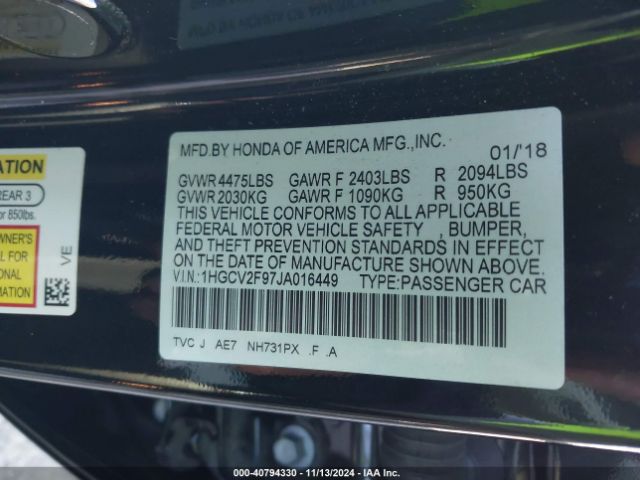 MFD.BY HONDA OF AMERICA MFG.,INC. 01/'18
GVWR 4475LBS GAWR F 2403LBS R 2094LBS
GVWR 2030KG GAWR F 1090KG R 950KG
THIS VEHICLE CONFORMS TO ALL APPLICABLE
FEDERAL MOTOR VEHICLE SAFETY , BUMPER,
AND THEFT PREVENTION STANDARDS IN EFFECT
ON THE DATE OF MANUFACTURE SHOWN ABOVE.
V.I.N.:1HGCV2F97JA016449 TYPE:PASSENGER CAR
TVC J AE7 NH731PX .F .A
REAR 3
or 850lbs.
WNER'S
L FOR
ONAL
MATION
VE
000-40794330 - 11/13/2024 - IAA Inc.